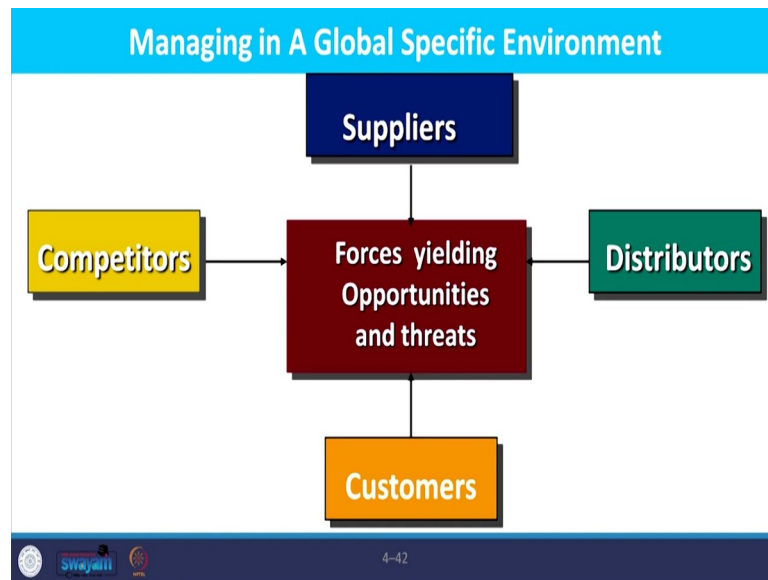 Managing in A Global Specific Environment
Suppliers
Competitors
Forces yielding
Opportunities
and threats
Distributors
Customers
swayam
4–42